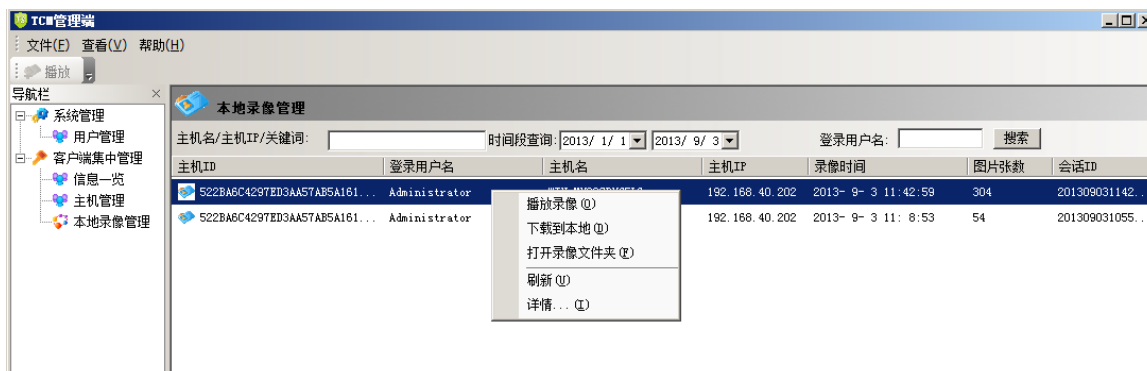 TCM管理端
文件(F) 查看(V) 帮助(H)
播放
导航栏
系统管理
用户管理
客户端集中管理
信息一览
主机管理
本地录像管理
本地录像管理
主机名/主机IP/关键词: 时间段查询: 2013/ 1/ 1 2013/ 9/ 3 登录用户名: 搜索
主机ID 登录用户名 主机名 主机IP 录像时间 图片张数 会话ID
522BA6C4297ED3AA57AB5A161... Administrator 192.168.40.202 2013- 9- 3 11:42:59 304 201309031142...
522BA6C4297ED3AA57AB5A161... Administrator 192.168.40.202 2013- 9- 3 11: 8:53 54 201309031055...
播放录像(O)
下载到本地(D)
打开录像文件夹(F)
刷新(U)
详情...(I)